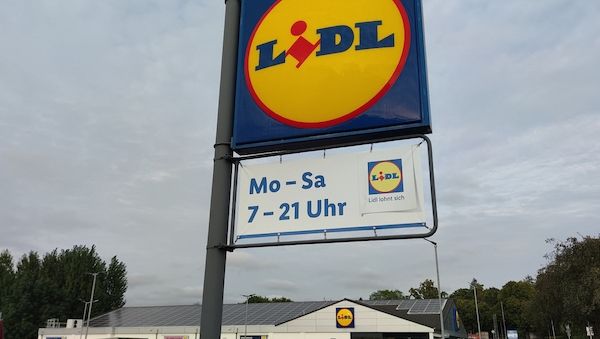 LIDL
Mo – Sa
7 – 21 Uhr
LIDL
Lidl lohnt sich
LIDL